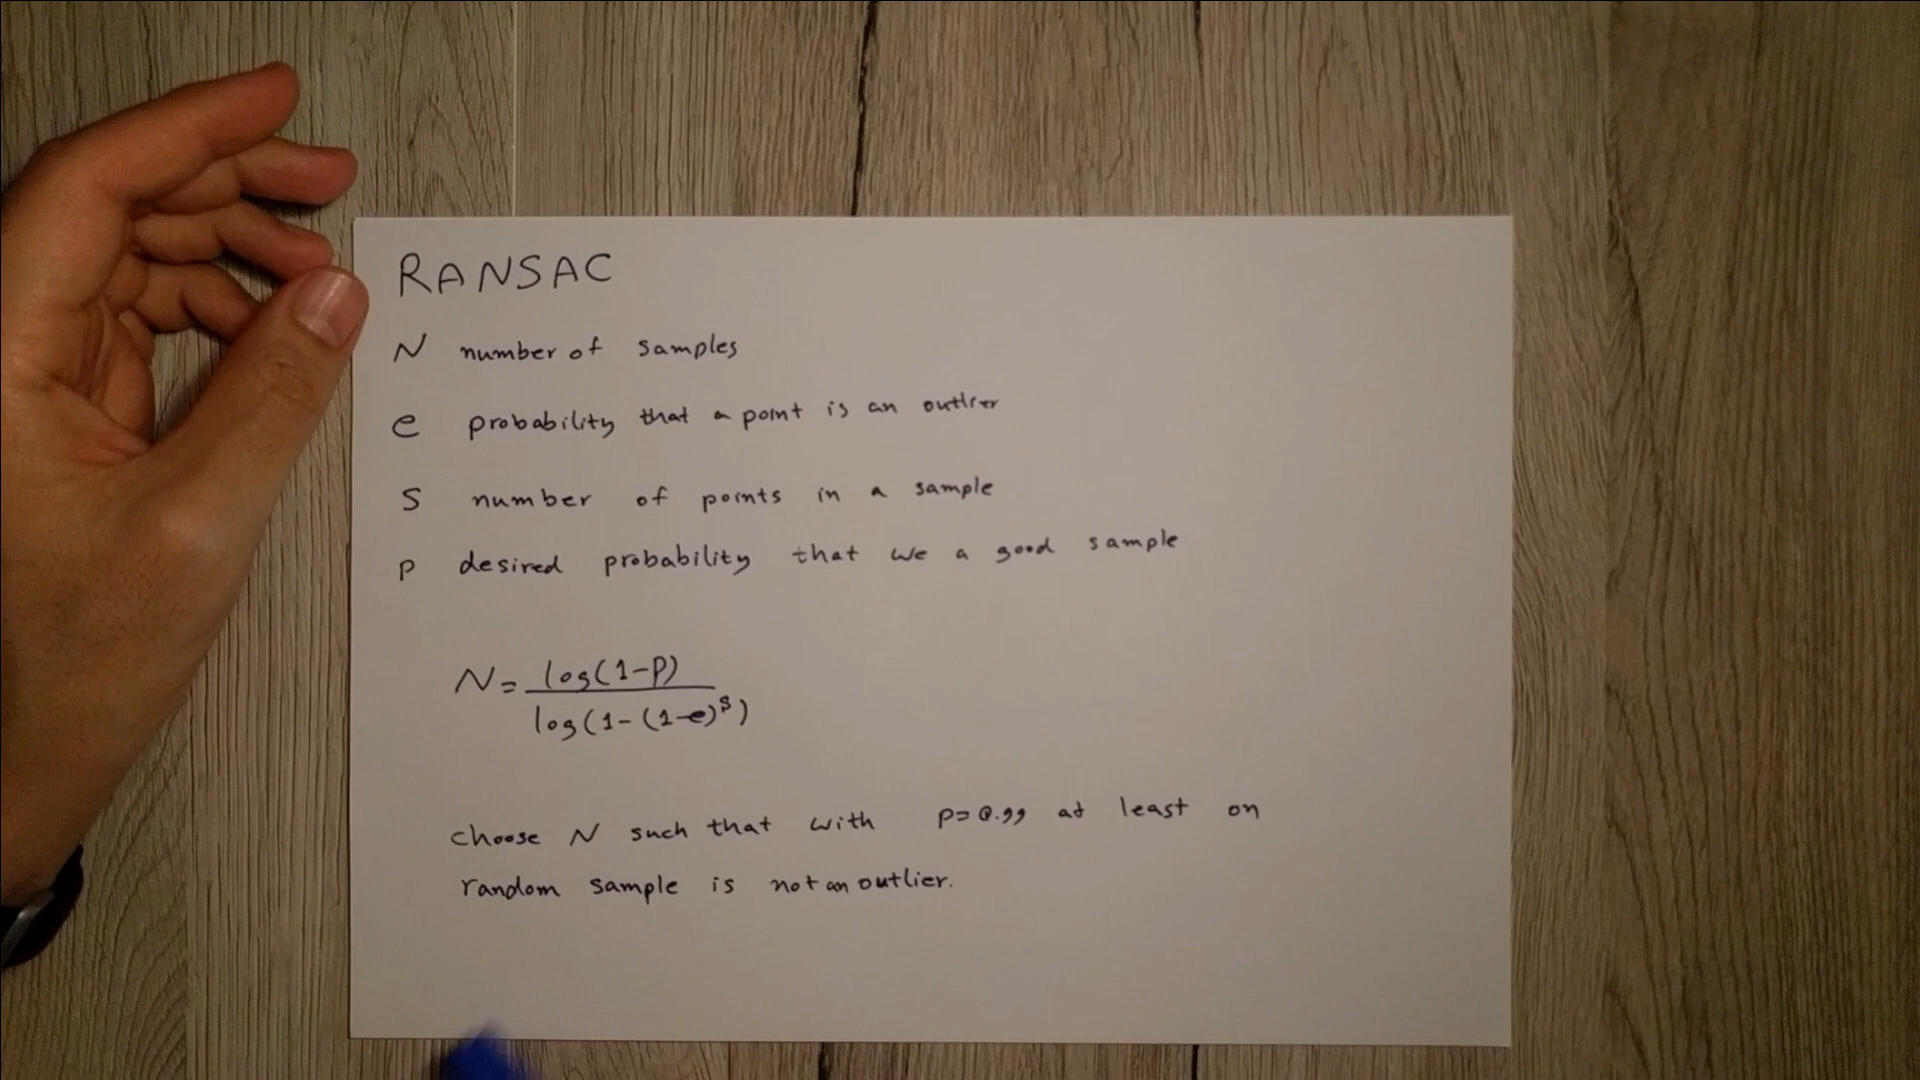 RANSAC
N number of samples
e probability that a point is an outlier
S number of points in a sample
P desired probability that we a good sample
N = log(1-P) / log(1-(1-e)^S)
choose N such that with P=0.99 at least on
random sample is not an outlier.